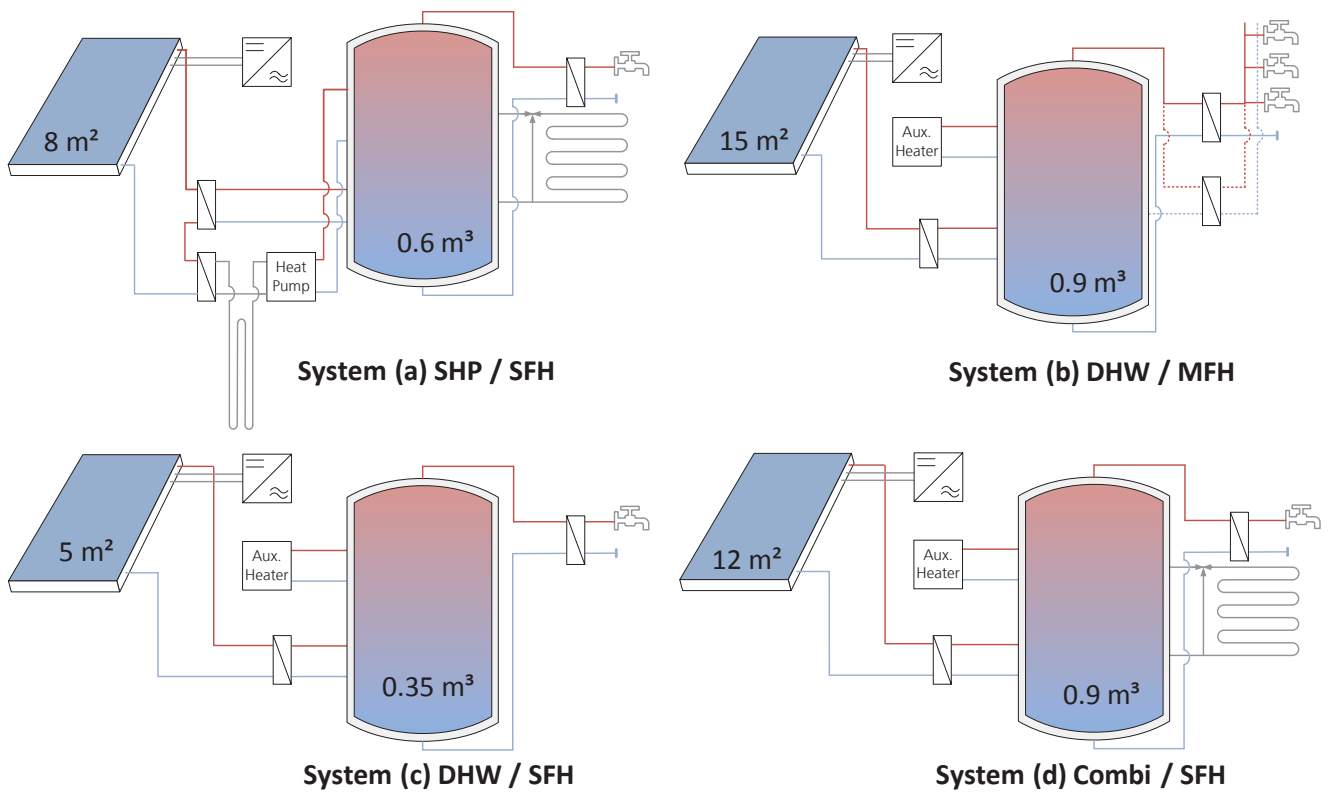 8 m²
0.6 m³
Heat
Pump
System (a) SHP / SFH
15 m²
Aux.
Heater
0.9 m³
System (b) DHW / MFH
5 m²
Aux.
Heater
0.35 m³
System (c) DHW / SFH
12 m²
Aux.
Heater
0.9 m³
System (d) Combi / SFH